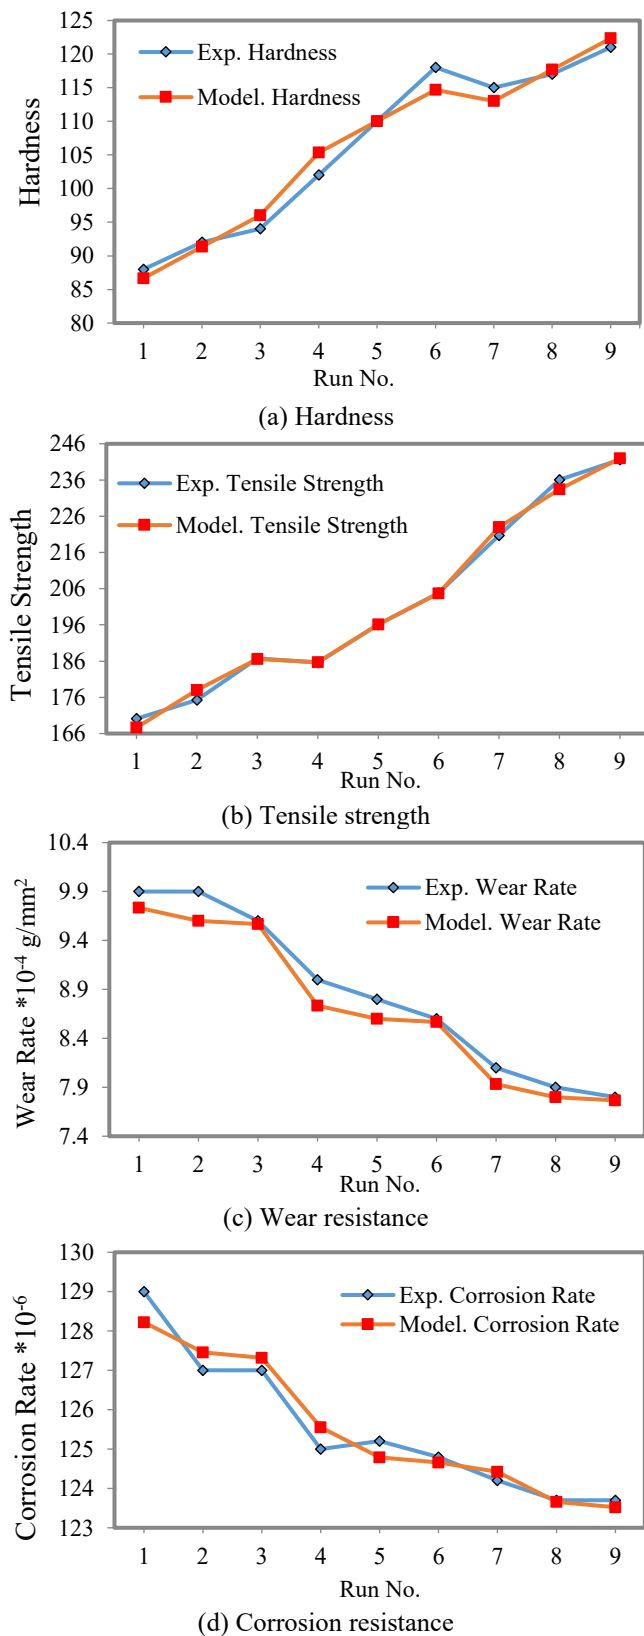 125
120
115
110
105
100
95
90
85
80
Hardness
Exp. Hardness
Model. Hardness
1 2 3 4 5 6 7 8 9
Run No.
(a) Hardness
246
236
226
216
206
196
186
176
166
Tensile Strength
Exp. Tensile Strength
Model. Tensile Strength
1 2 3 4 5 6 7 8 9
Run No.
(b) Tensile strength
10.4
9.9
9.4
8.9
8.4
7.9
7.4
Wear Rate *10⁻⁴ g/mm²
Exp. Wear Rate
Model. Wear Rate
1 2 3 4 5 6 7 8 9
Run No.
(c) Wear resistance
130
129
128
127
126
125
124
123
Corrosion Rate *10⁻⁶
Exp. Corrosion Rate
Model. Corrosion Rate
1 2 3 4 5 6 7 8 9
Run No.
(d) Corrosion resistance